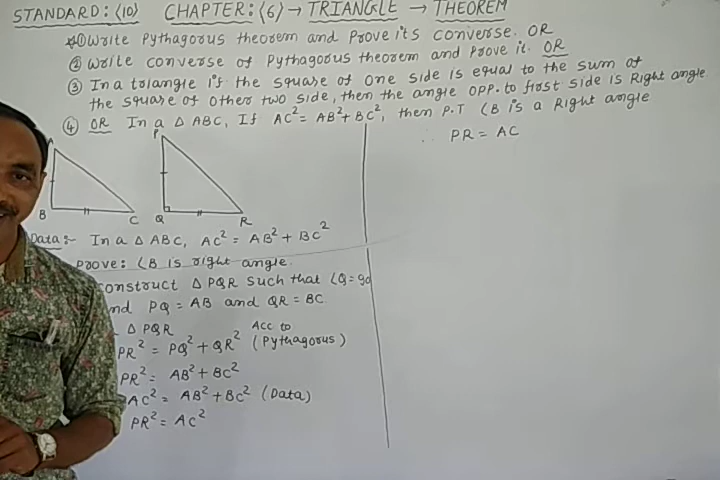 STANDARD: (10) CHAPTER: (6) → TRIANGLE → THEOREM
① Write Pythagorus theorem and Prove it's converse. OR
② Write converse of Pythagorus theorem and Prove it. OR
③ In a triangle if the square of one side is equal to the sum of
the square of other two side, then the angle opp. to first side is Right angle
④ OR In a △ ABC, If AC² = AB² + BC², then P.T ∠B is a Right angle
∴ PR = AC
P
B C Q R
Data:- In a △ ABC, AC² = AB² + BC²
Prove: ∠B is right angle.
onstruct △ PQR such that ∠Q = 90
nd PQ = AB and QR = BC
△ PQR Acc to
PR² = PQ² + QR² (Pythagorus)
PR² = AB² + BC²
AC² = AB² + BC² (Data)
PR² = AC²